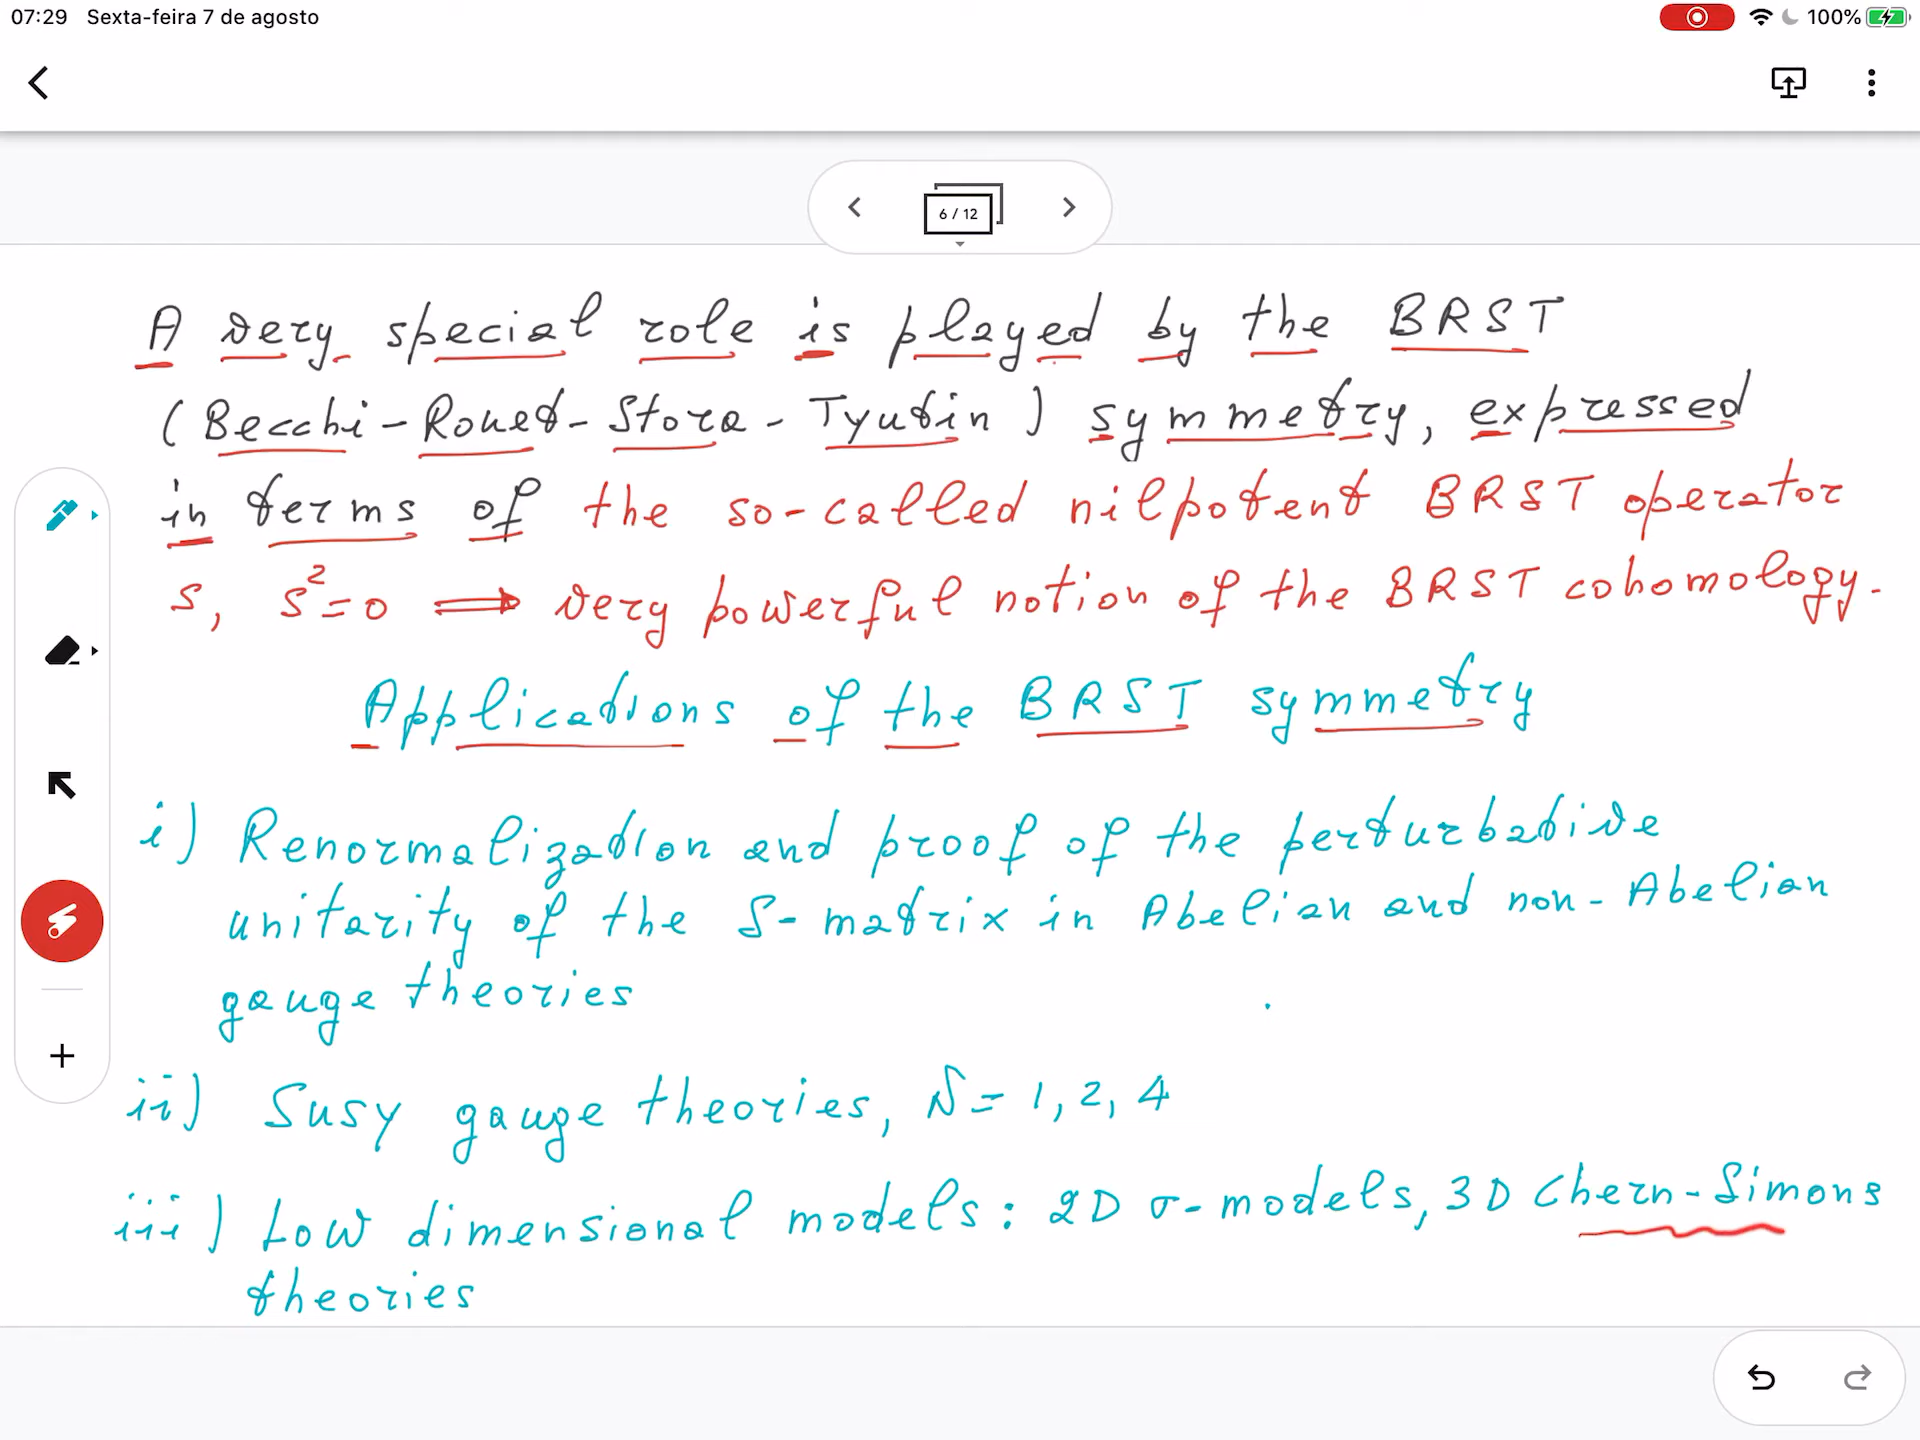 07:29 Sexta-feira 7 de agosto
100%
6 / 12
A very special role is played by the BRST
(Becchi-Rouet-Stora-Tyutin) symmetry, expressed
in terms of the so-called nilpotent BRST operator
s, s²=0 ⟹ very powerful notion of the BRST cohomology.
Applications of the BRST symmetry
i) Renormalization and proof of the perturbative
unitarity of the S-matrix in Abelian and non-Abelian
gauge theories
ii) Susy gauge theories, N = 1, 2, 4
iii) Low dimensional models: 2D σ-models, 3D Chern-Simons
theories